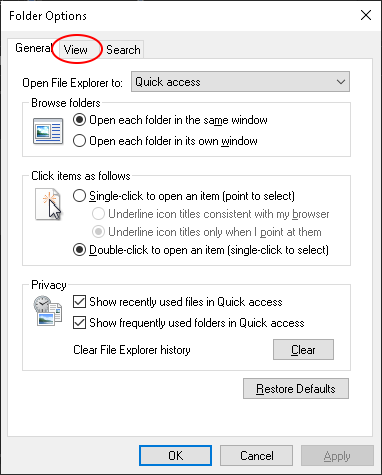 Folder Options
General View Search
Open File Explorer to: Quick access
Browse folders
Open each folder in the same window
Open each folder in its own window
Click items as follows
Single-click to open an item (point to select)
Underline icon titles consistent with my browser
Underline icon titles only when I point at them
Double-click to open an item (single-click to select)
Privacy
Show recently used files in Quick access
Show frequently used folders in Quick access
Clear File Explorer history Clear
Restore Defaults
OK Cancel Apply